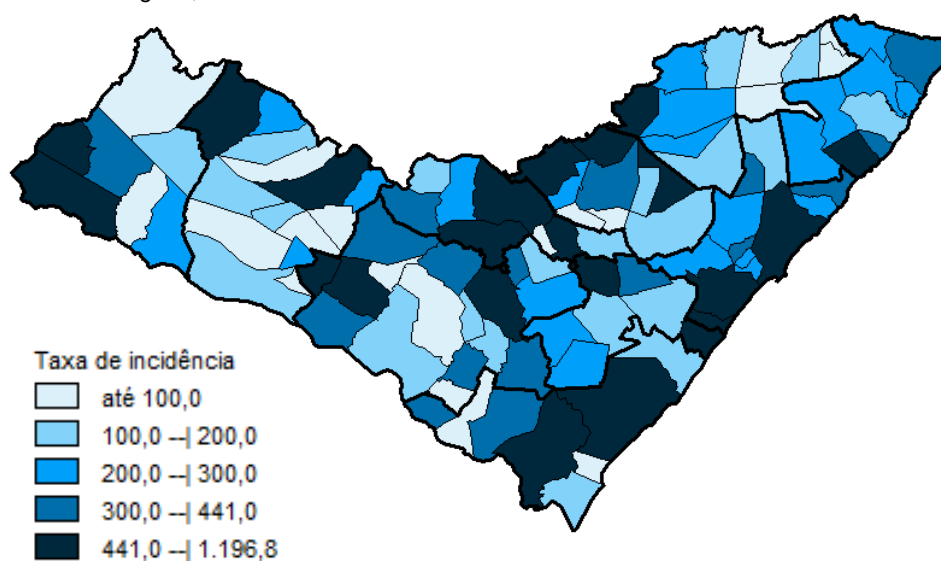 Taxa de incidência
até 100,0
100,0 --| 200,0
200,0 --| 300,0
300,0 --| 441,0
441,0 --| 1.196,8